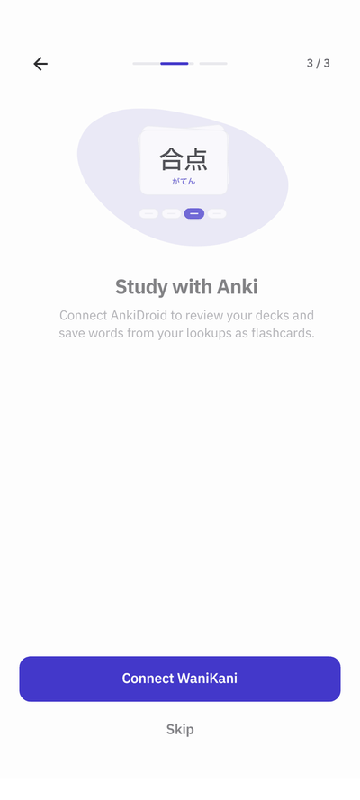 3 / 3
合点
がてん
Study with Anki
Connect AnkiDroid to review your decks and
save words from your lookups as flashcards.
Connect WaniKani
Skip